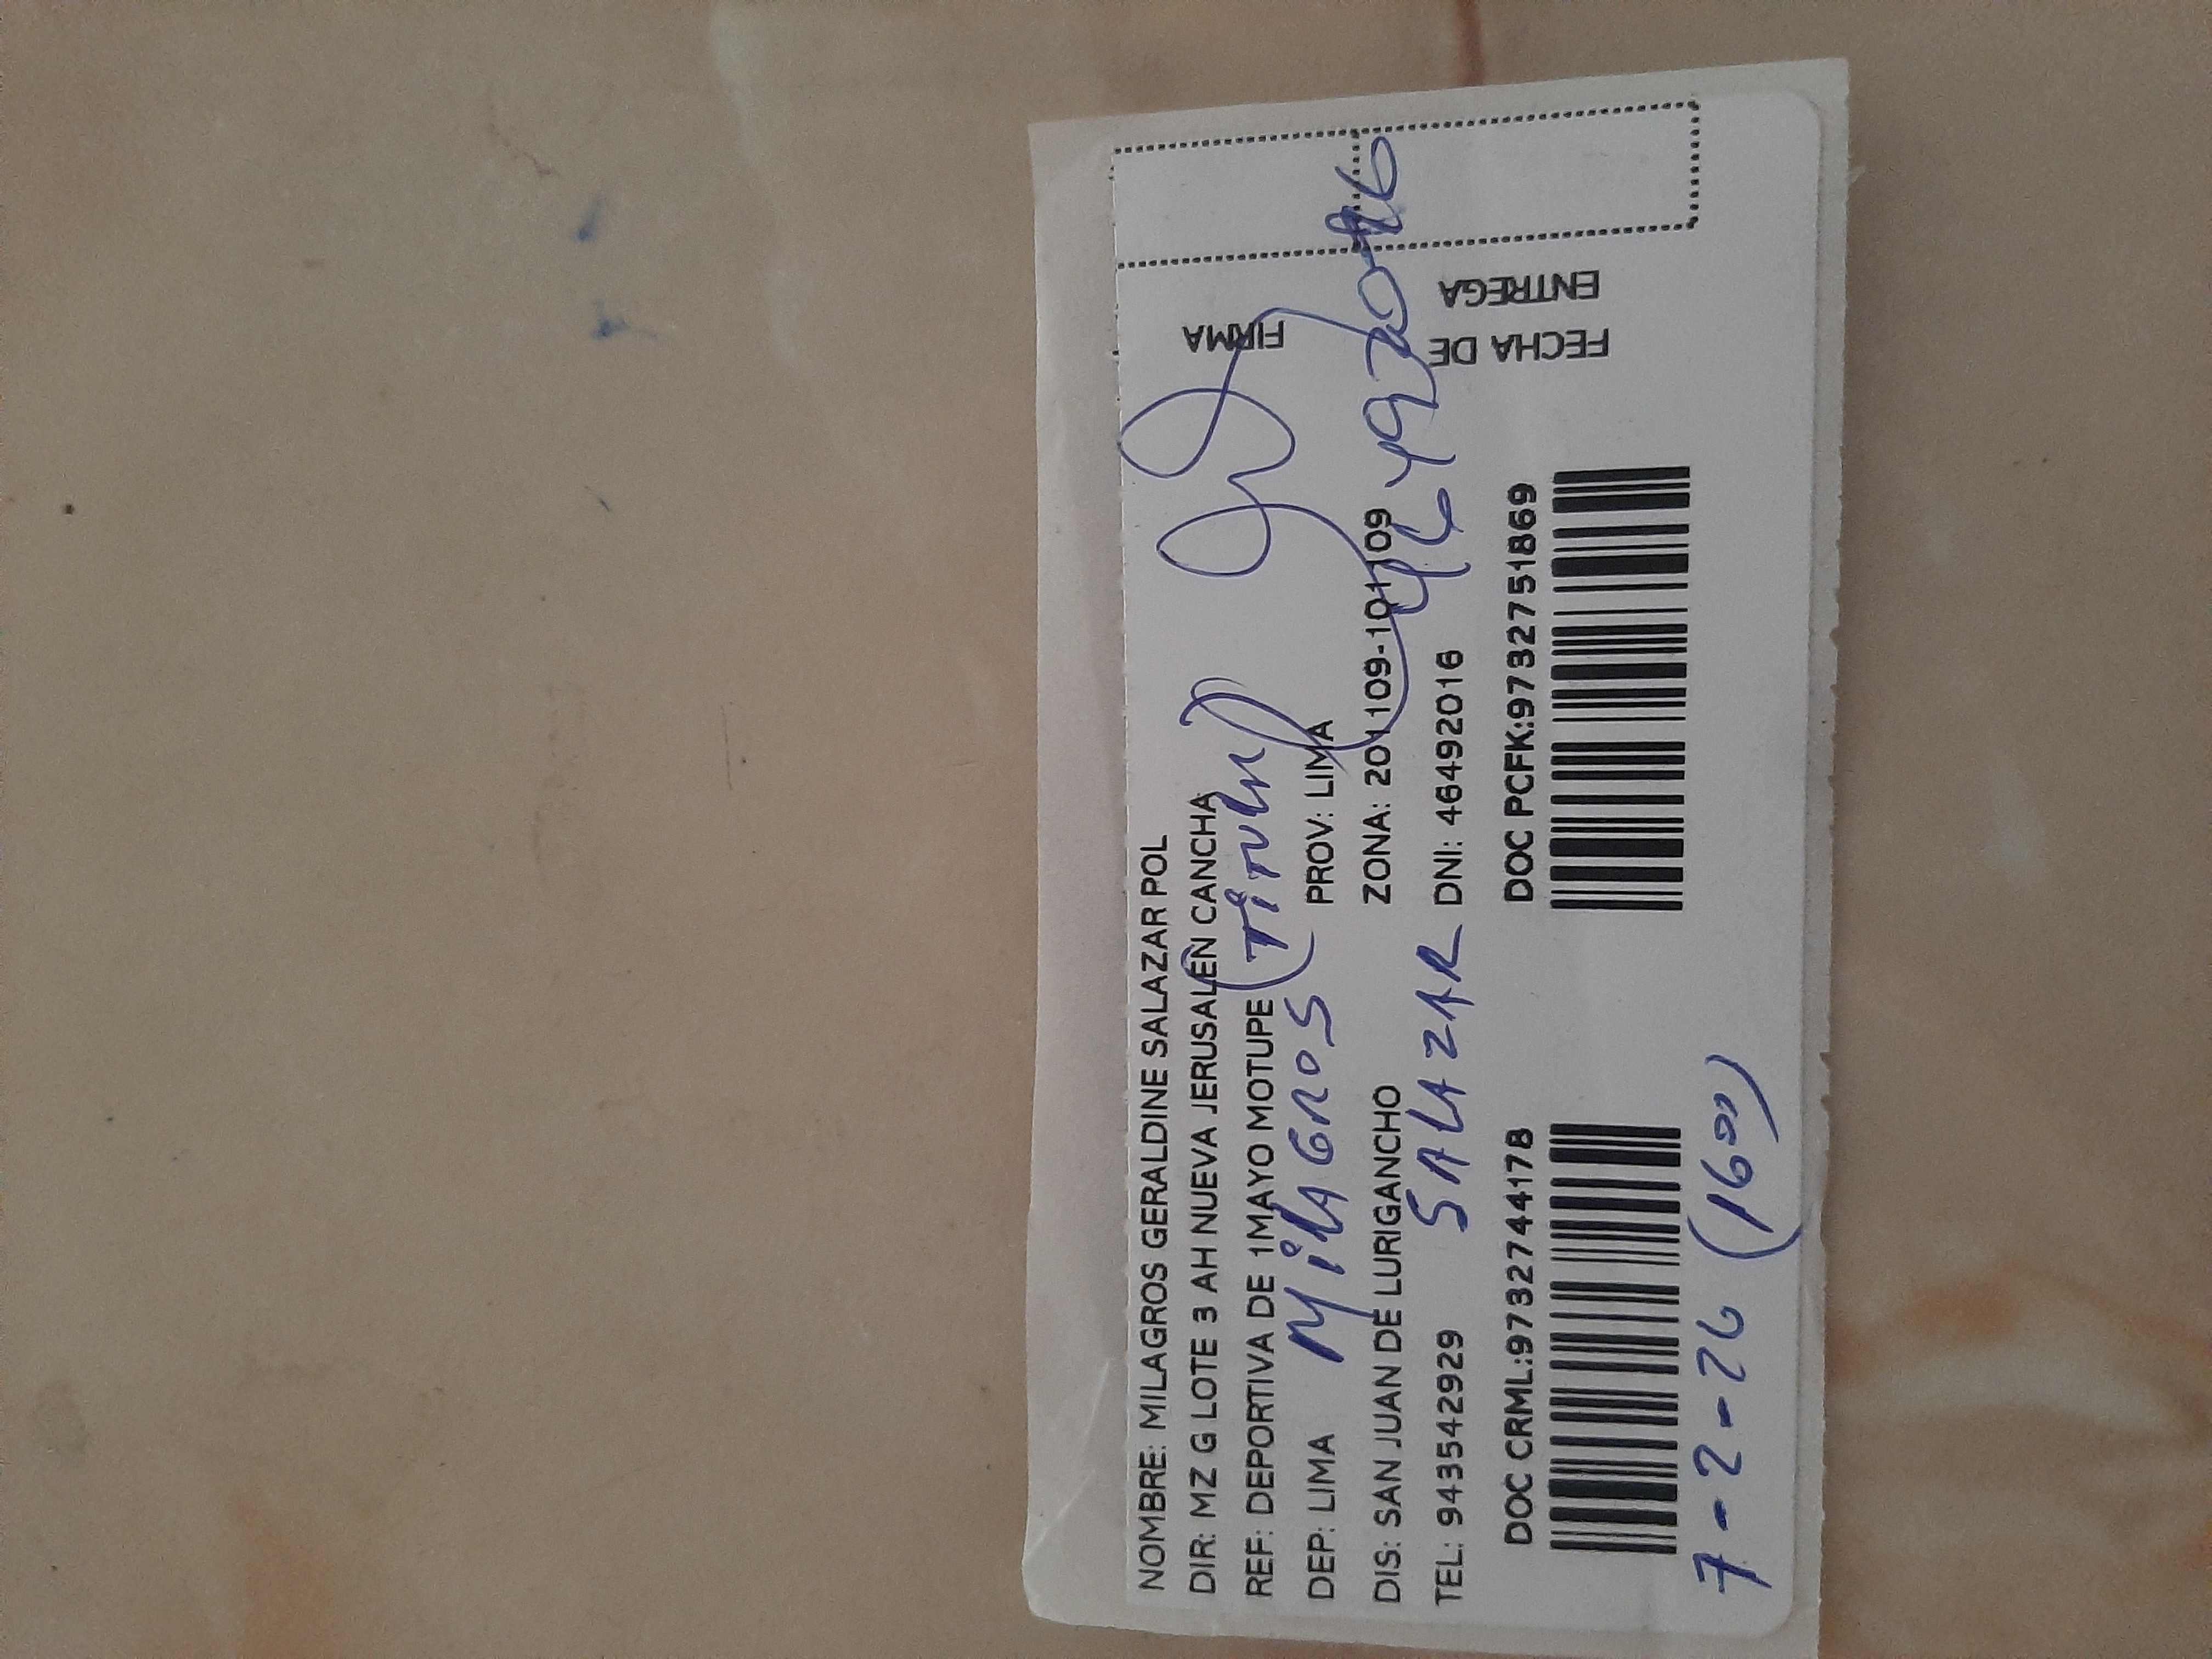 NOMBRE: MILAGROS GERALDINE SALAZAR POL
DIR: MZ G LOTE 3 AH NUEVA JERUSALEN CANCHA
REF: DEPORTIVA DE 1MAYO MOTUPE
(TITULAR)
MILAGROS
DEP: LIMA PROV: LIMA
DIS: SAN JUAN DE LURIGANCHO ZONA: 201109-101109
SALAZAR
46492016
TEL: 943542929 DNI: 46492016
DOC CRML:9732744178 DOC PCFK:97327751869
7-2-26 (1600)
FIRMA
FECHA DE
ENTREGA